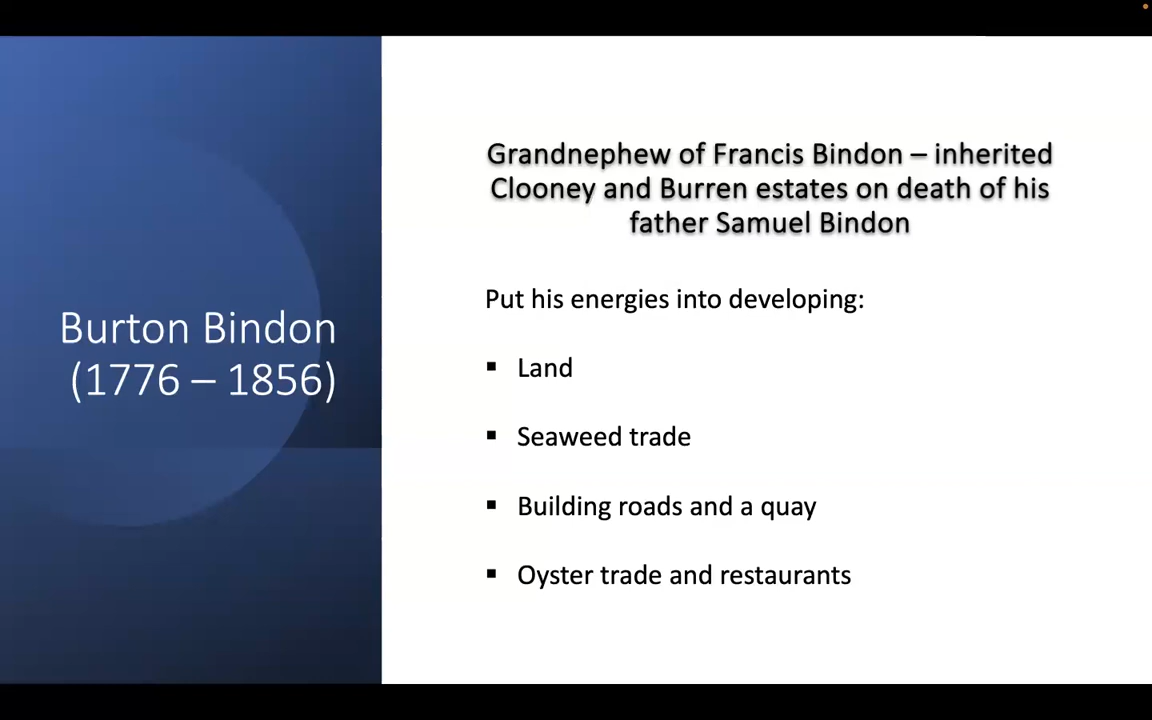 Burton Bindon
(1776 – 1856)
Grandnephew of Francis Bindon – inherited
Clooney and Burren estates on death of his
father Samuel Bindon
Put his energies into developing:
▪ Land
▪ Seaweed trade
▪ Building roads and a quay
▪ Oyster trade and restaurants